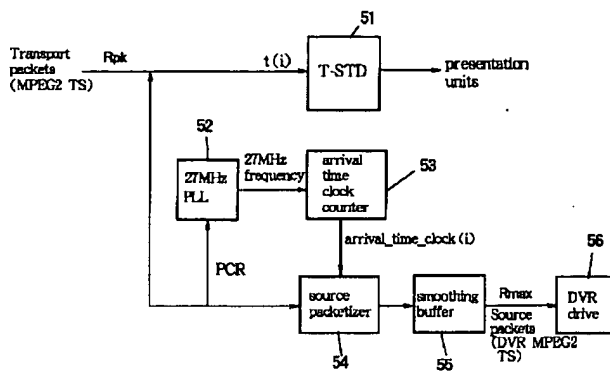 51
Transport
packets
(MPEG2 TS)
Rpk
t(i)
T-STD
presentation
units
52
27MHz
PLL
27MHz
frequency
arrival
time
clock
counter
53
arrival_time_clock(i)
PCR
source
packetizer
54
smoothing
buffer
55
Rmax
Source
packets
(DVR MPEG2
TS)
56
DVR
drive